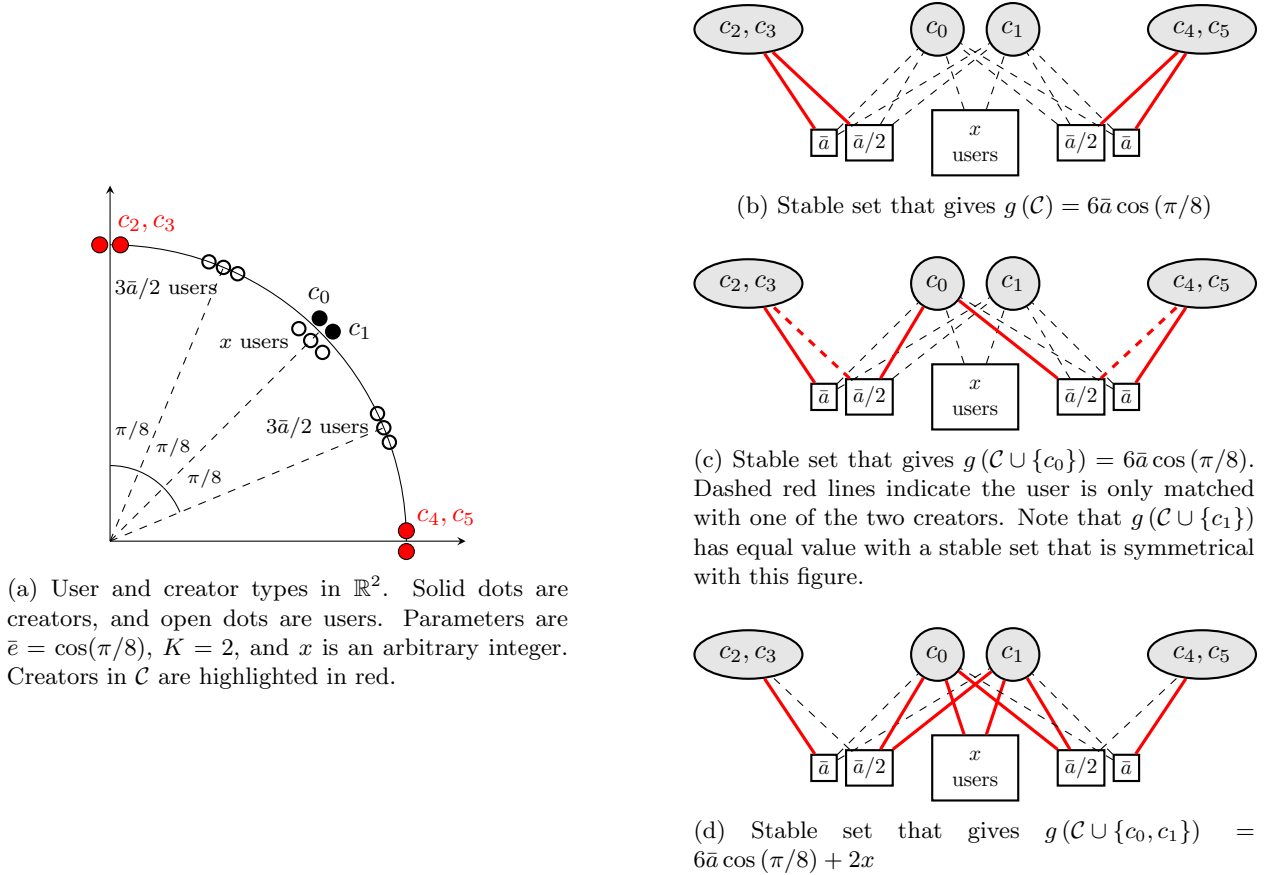 c₂, c₃
3ā/2 users
c₀
c₁
x users
3ā/2 users
π/8
π/8
π/8
c₄, c₅
(a) User and creator types in ℝ². Solid dots are
creators, and open dots are users. Parameters are
ē = cos(π/8), K = 2, and x is an arbitrary integer.
Creators in 𝒞 are highlighted in red.
c₂, c₃ c₀ c₁ c₄, c₅
ā ā/2 x ā/2 ā
users
(b) Stable set that gives g (𝒞) = 6ā cos (π/8)
c₂, c₃ c₀ c₁ c₄, c₅
ā ā/2 x ā/2 ā
users
(c) Stable set that gives g (𝒞 ∪ {c₀}) = 6ā cos (π/8).
Dashed red lines indicate the user is only matched
with one of the two creators. Note that g (𝒞 ∪ {c₁})
has equal value with a stable set that is symmetrical
with this figure.
c₂, c₃ c₀ c₁ c₄, c₅
ā ā/2 x ā/2 ā
users
(d) Stable set that gives g (𝒞 ∪ {c₀, c₁}) =
6ā cos (π/8) + 2x